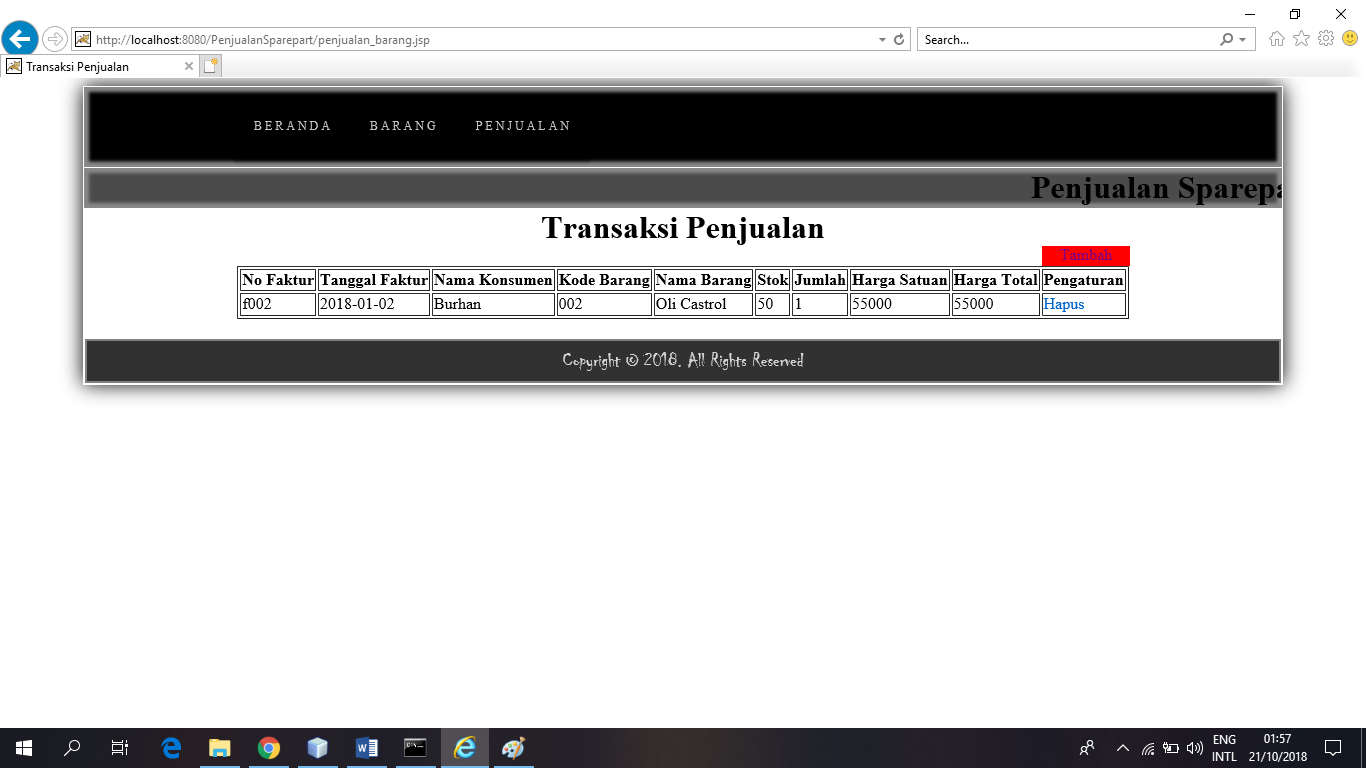 http://localhost:8080/PenjualanSparepart/penjualan_barang.jsp
Search...
Transaksi Penjualan
BERANDA BARANG PENJUALAN
Penjualan Sparepa
Transaksi Penjualan
Tambah
No Faktur Tanggal Faktur Nama Konsumen Kode Barang Nama Barang Stok Jumlah Harga Satuan Harga Total Pengaturan
f002 2018-01-02 Burhan 002 Oli Castrol 50 1 55000 55000 Hapus
Copyright © 2018. All Rights Reserved
ENG 01:57
INTL 21/10/2018